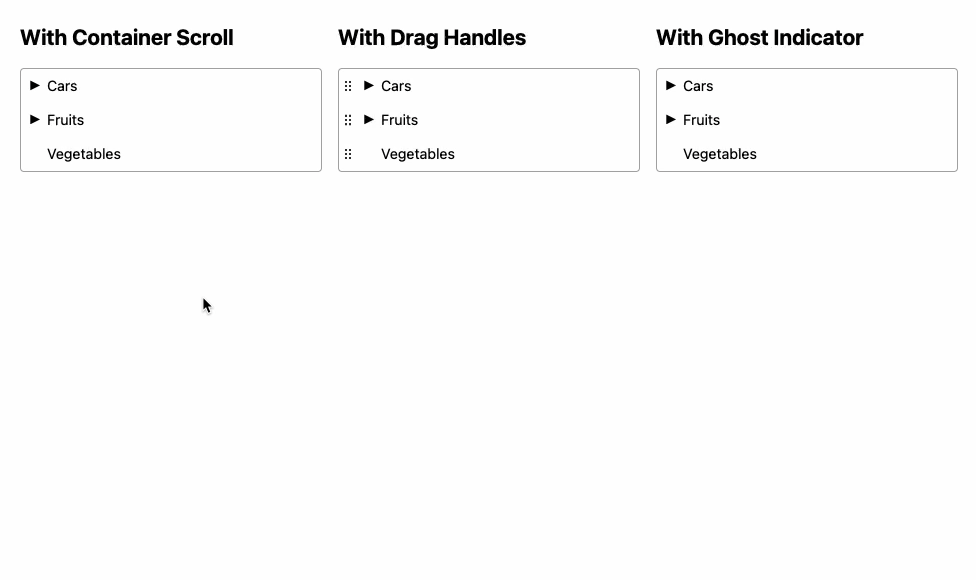 With Container Scroll
Cars
Fruits
Vegetables
With Drag Handles
Cars
Fruits
Vegetables
With Ghost Indicator
Cars
Fruits
Vegetables